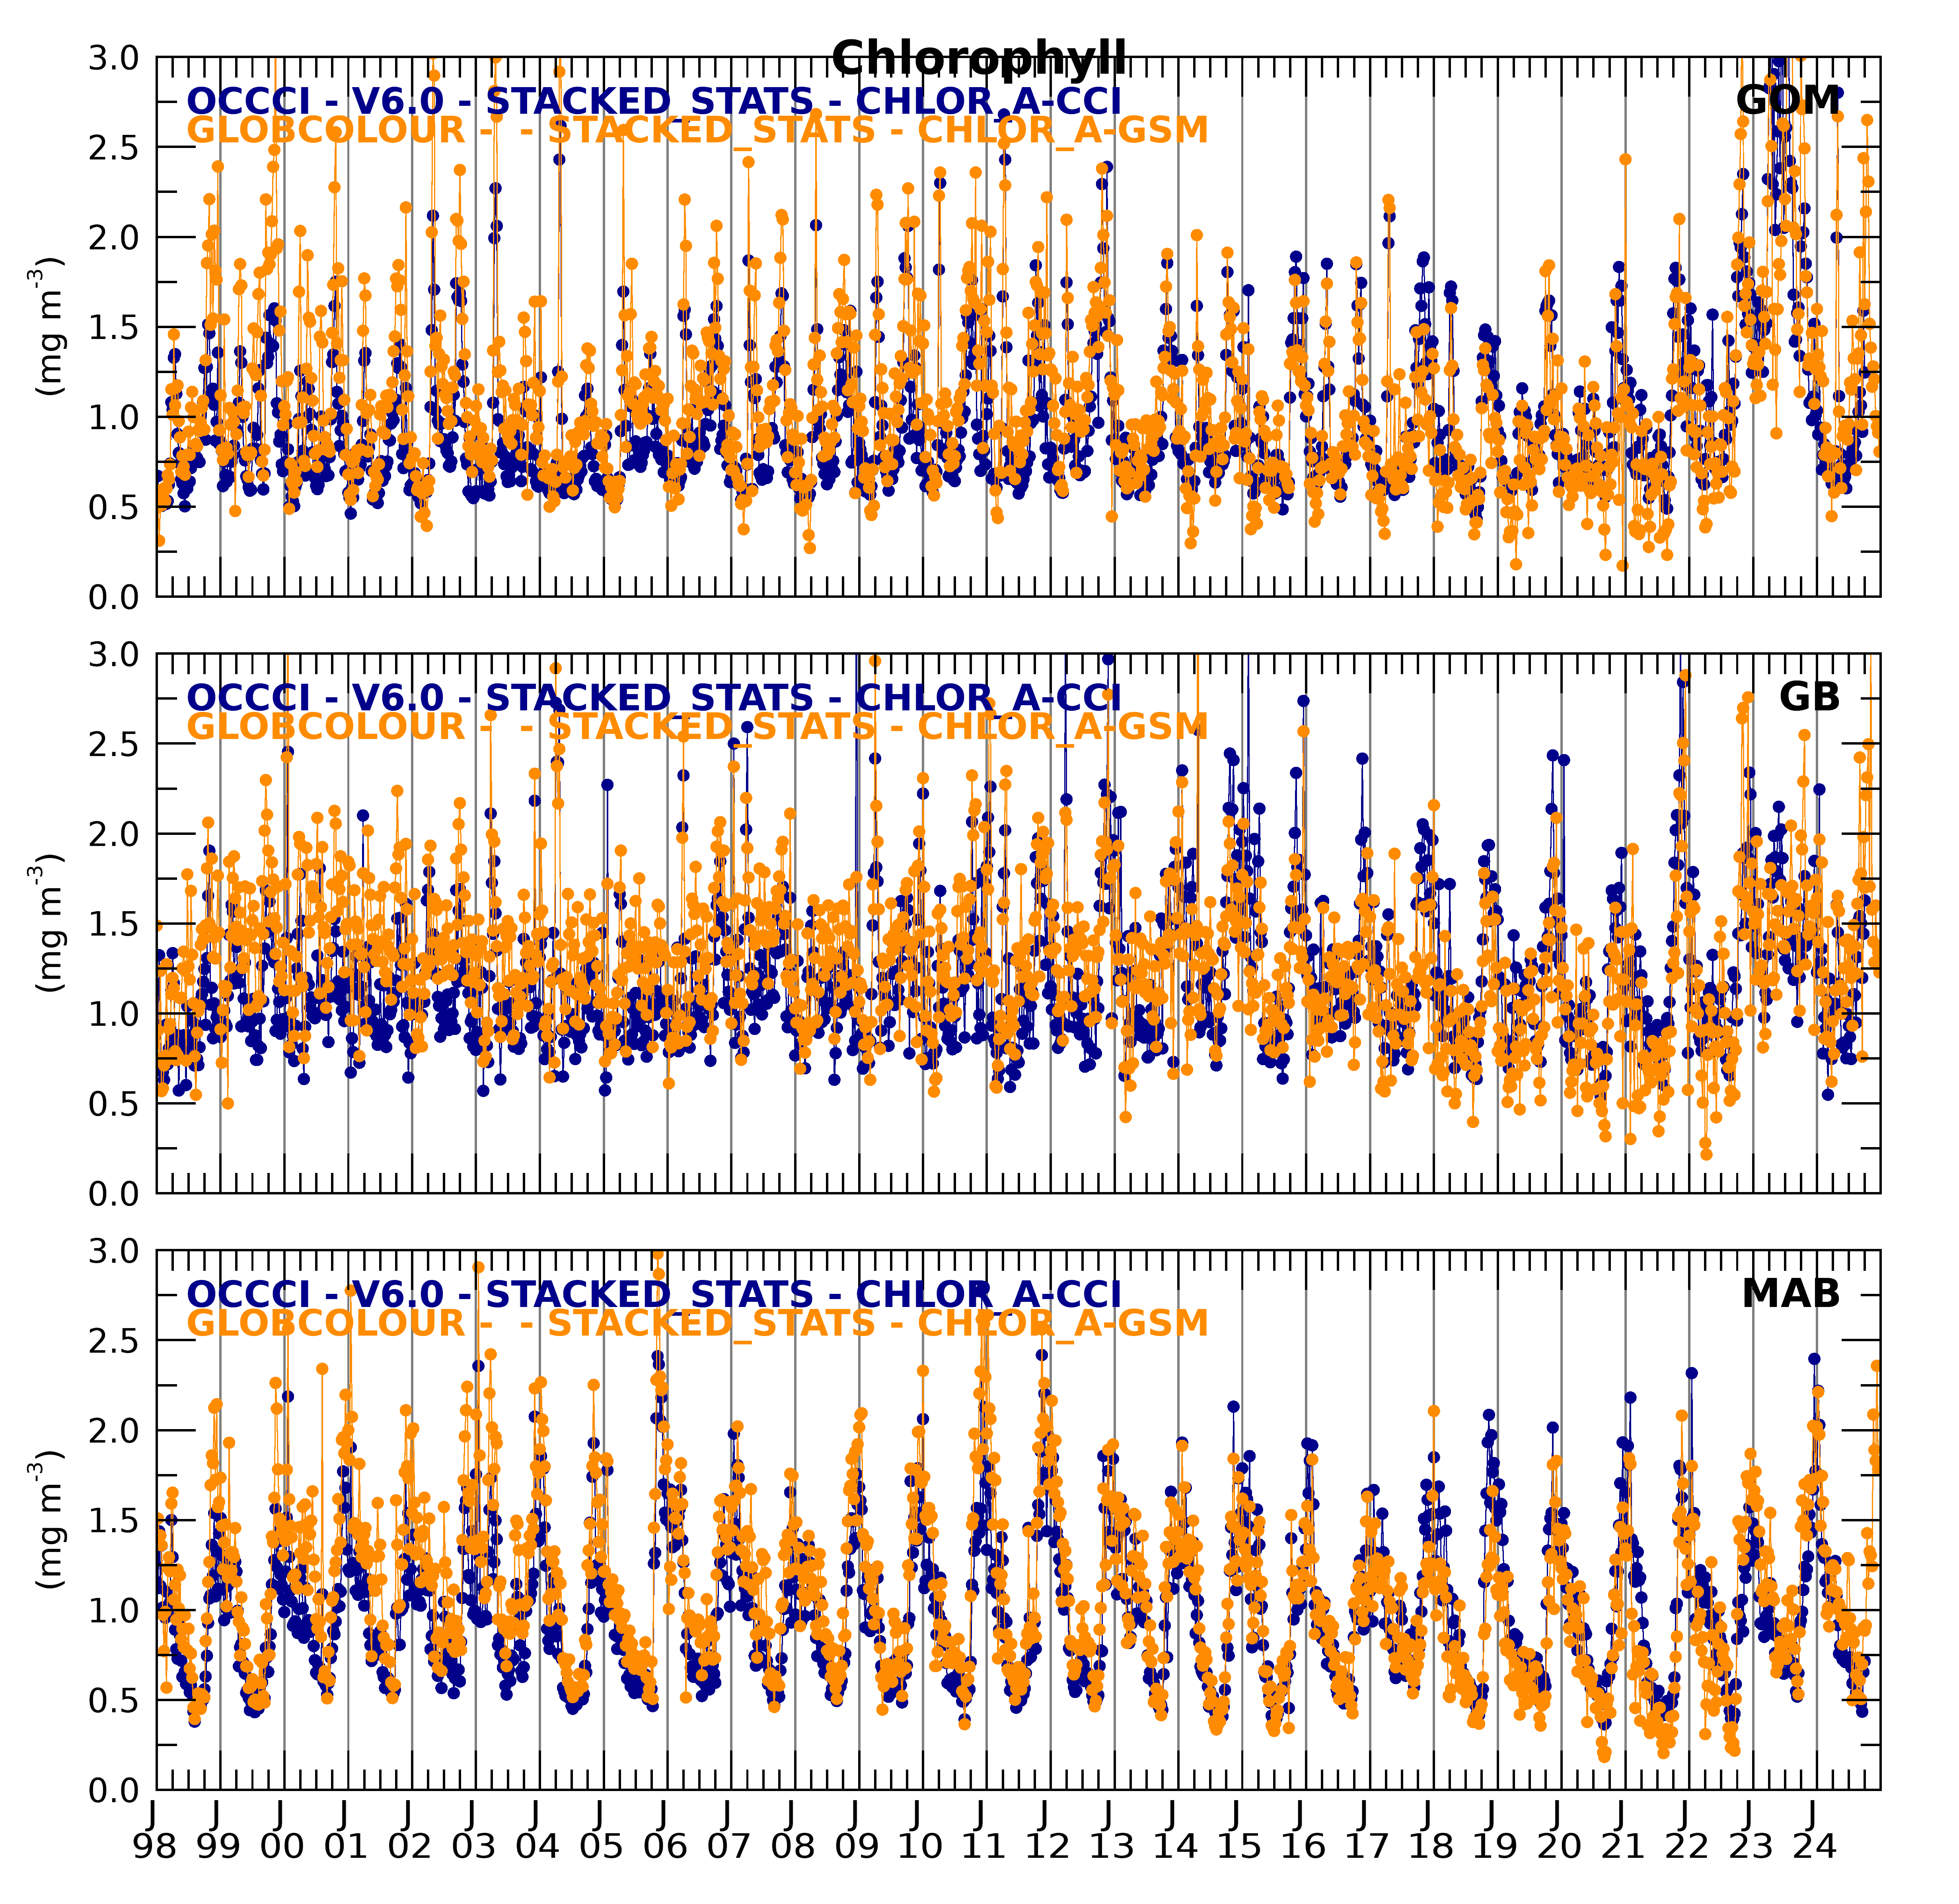 Chlorophyll
3.0
OCCCI - V6.0 - STACKED_STATS - CHLOR_A-CCI
GOM
GLOBCOLOUR -  - STACKED_STATS - CHLOR_A-GSM
2.5
2.0
1.5
1.0
0.5
0.0
(mg m-3)
3.0
OCCCI - V6.0 - STACKED_STATS - CHLOR_A-CCI
GB
GLOBCOLOUR -  - STACKED_STATS - CHLOR_A-GSM
2.5
2.0
1.5
1.0
0.5
0.0
(mg m-3)
3.0
OCCCI - V6.0 - STACKED_STATS - CHLOR_A-CCI
MAB
GLOBCOLOUR -  - STACKED_STATS - CHLOR_A-GSM
2.5
2.0
1.5
1.0
0.5
0.0
(mg m-3)
J J J J J J J J J J J J J J J J J J J J J J J J J J J
98 99 00 01 02 03 04 05 06 07 08 09 10 11 12 13 14 15 16 17 18 19 20 21 22 23 24